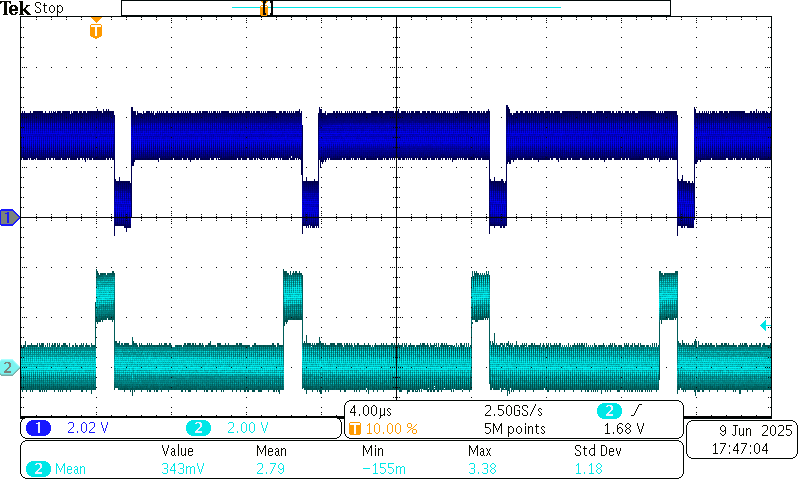 Tek Stop
T
1
2
1 2.02 V 2 2.00 V
4.00µs 2.50GS/s 2
T 10.00 % 5M points 1.68 V
Value Mean Min Max Std Dev
2 Mean 343mV 2.79 −155m 3.38 1.18
9 Jun 2025
17:47:04